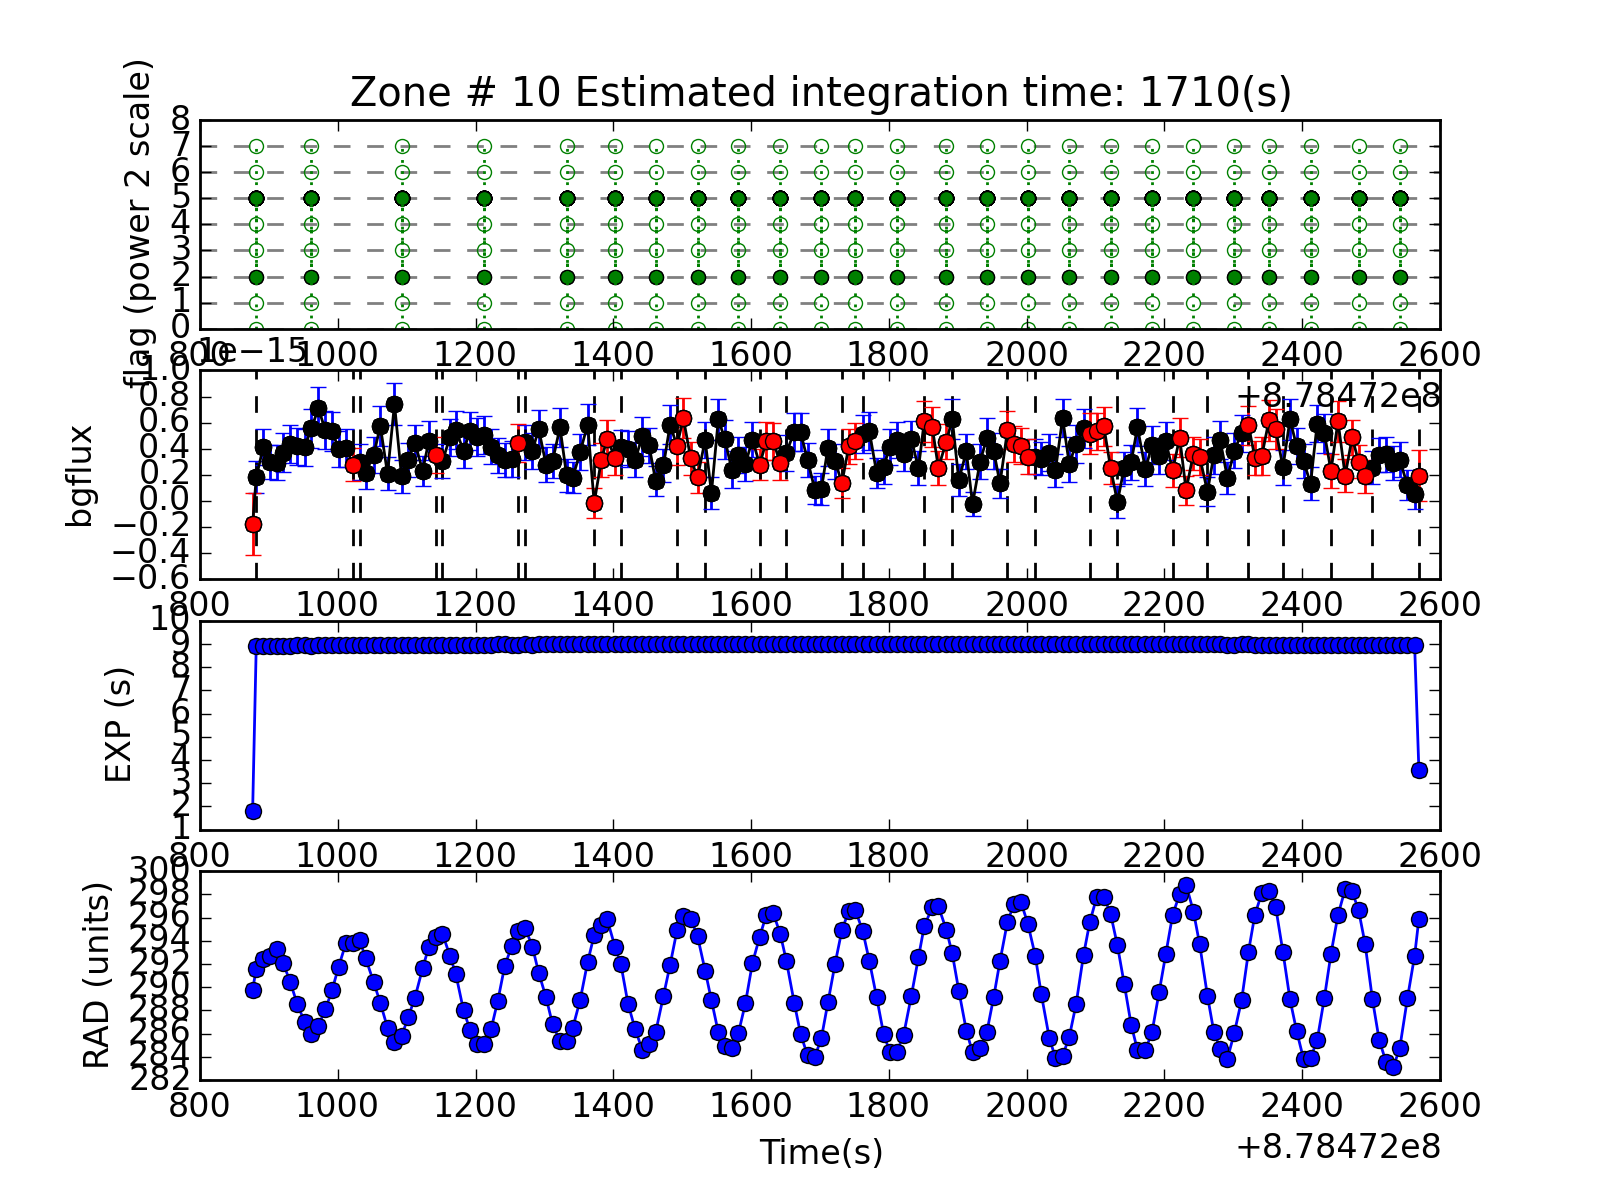 Zone # 10 Estimated integration time: 1710(s)
flag (power 2 scale)
8
7
6
5
4
3
2
1
0
800 1000 1200 1400 1600 1800 2000 2200 2400 2600
1e−15
+8.78472e8
bgflux
1.0
0.8
0.6
0.4
0.2
0.0
−0.2
−0.4
−0.6
800 1000 1200 1400 1600 1800 2000 2200 2400 2600
EXP (s)
10
9
8
7
6
5
4
3
2
1
800 1000 1200 1400 1600 1800 2000 2200 2400 2600
RAD (units)
300
298
296
294
292
290
288
286
284
282
800 1000 1200 1400 1600 1800 2000 2200 2400 2600
Time(s)
+8.78472e8